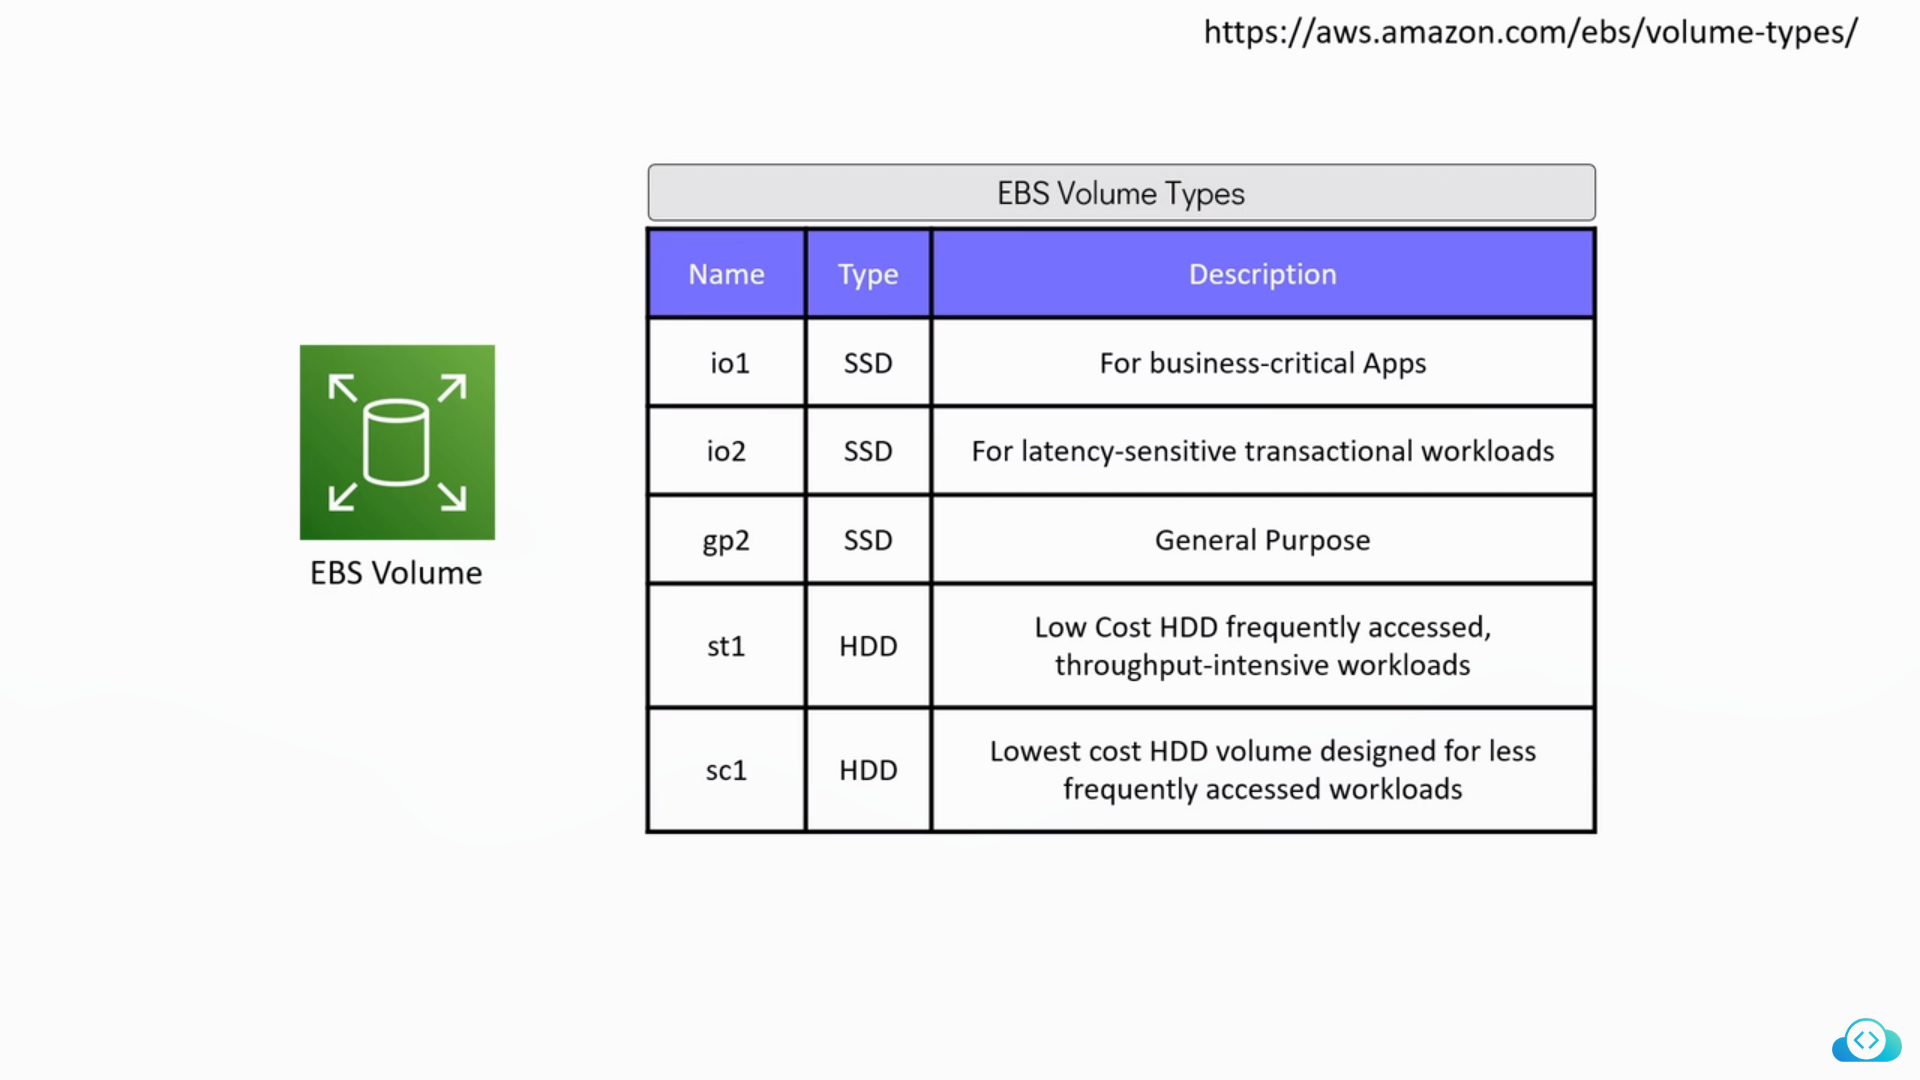 https://aws.amazon.com/ebs/volume-types/
EBS Volume Types
Name Type Description
io1 SSD For business-critical Apps
io2 SSD For latency-sensitive transactional workloads
gp2 SSD General Purpose
st1 HDD Low Cost HDD frequently accessed,
throughput-intensive workloads
sc1 HDD Lowest cost HDD volume designed for less
frequently accessed workloads
EBS Volume